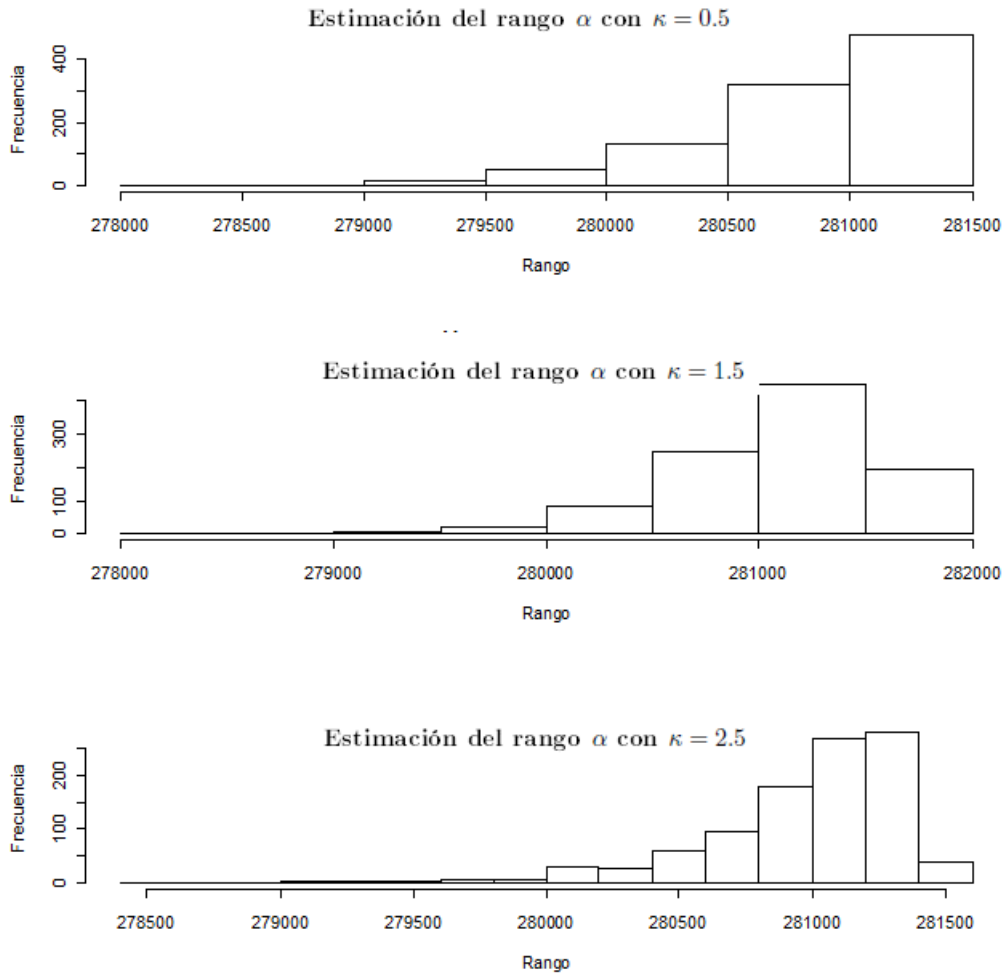 Estimación del rango α con κ = 0.5
Frecuencia
400
200
0
278000 278500 279000 279500 280000 280500 281000 281500
Rango
Estimación del rango α con κ = 1.5
Frecuencia
300
100
0
278000 279000 280000 281000 282000
Rango
Estimación del rango α con κ = 2.5
Frecuencia
200
100
0
278500 279000 279500 280000 280500 281000 281500
Rango